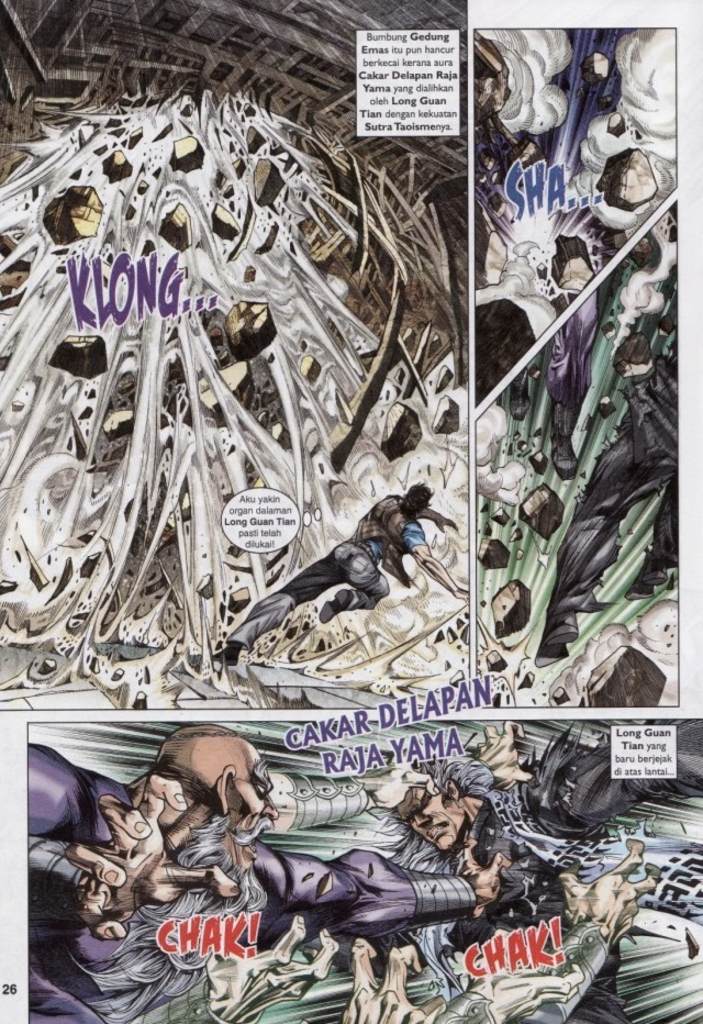 Bumbung Gedung
Emas itu pun hancur
berkecai kerana aura
Cakar Delapan Raja
Yama yang dialihkan
oleh Long Guan
Tian dengan kekuatan
Sutra Taoismenya.
KLONG...
SHA...
Aku yakin
organ dalaman
Long Guan Tian
pasti telah
dilukai!
CAKAR DELAPAN
RAJA YAMA
Long Guan
Tian yang
baru berjejak
di atas lantai...
CHAK!
CHAK!
26